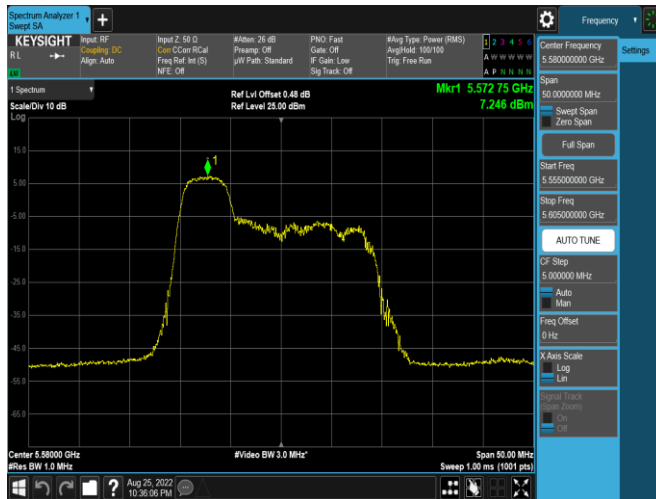 Spectrum Analyzer 1
Swept SA
+
Frequency
KEYSIGHT
R L
Input: RF
Coupling: DC
Align: Auto
Input Z: 50 Ω
Corr CCorr RCal
Freq Ref: Int (S)
NFE: Off
#Atten: 26 dB
Preamp: Off
µW Path: Standard
PNO: Fast
Gate: Off
IF Gain: Low
Sig Track: Off
#Avg Type: Power (RMS)
Avg|Hold: 100/100
Trig: Free Run
1 2 3 4 5 6
A W W W W W
A P N N N N
1 Spectrum
Scale/Div 10 dB
Log
Ref Lvl Offset 0.48 dB
Ref Level 25.00 dBm
Mkr1 5.572 75 GHz
7.246 dBm
15.0
5.00
-5.00
-15.0
-25.0
-35.0
-45.0
-55.0
-65.0
1
Center 5.58000 GHz
#Res BW 1.0 MHz
#Video BW 3.0 MHz*
Span 50.00 MHz
Sweep 1.00 ms (1001 pts)
Aug 25, 2022
10:36:06 PM
?
Center Frequency
5.580000000 GHz
Settings
Span
50.0000000 MHz
Swept Span
Zero Span
Full Span
Start Freq
5.555000000 GHz
Stop Freq
5.605000000 GHz
AUTO TUNE
CF Step
5.000000 MHz
Auto
Man
Freq Offset
0 Hz
X Axis Scale
Log
Lin
Signal Track
(Span Zoom)
On
Off